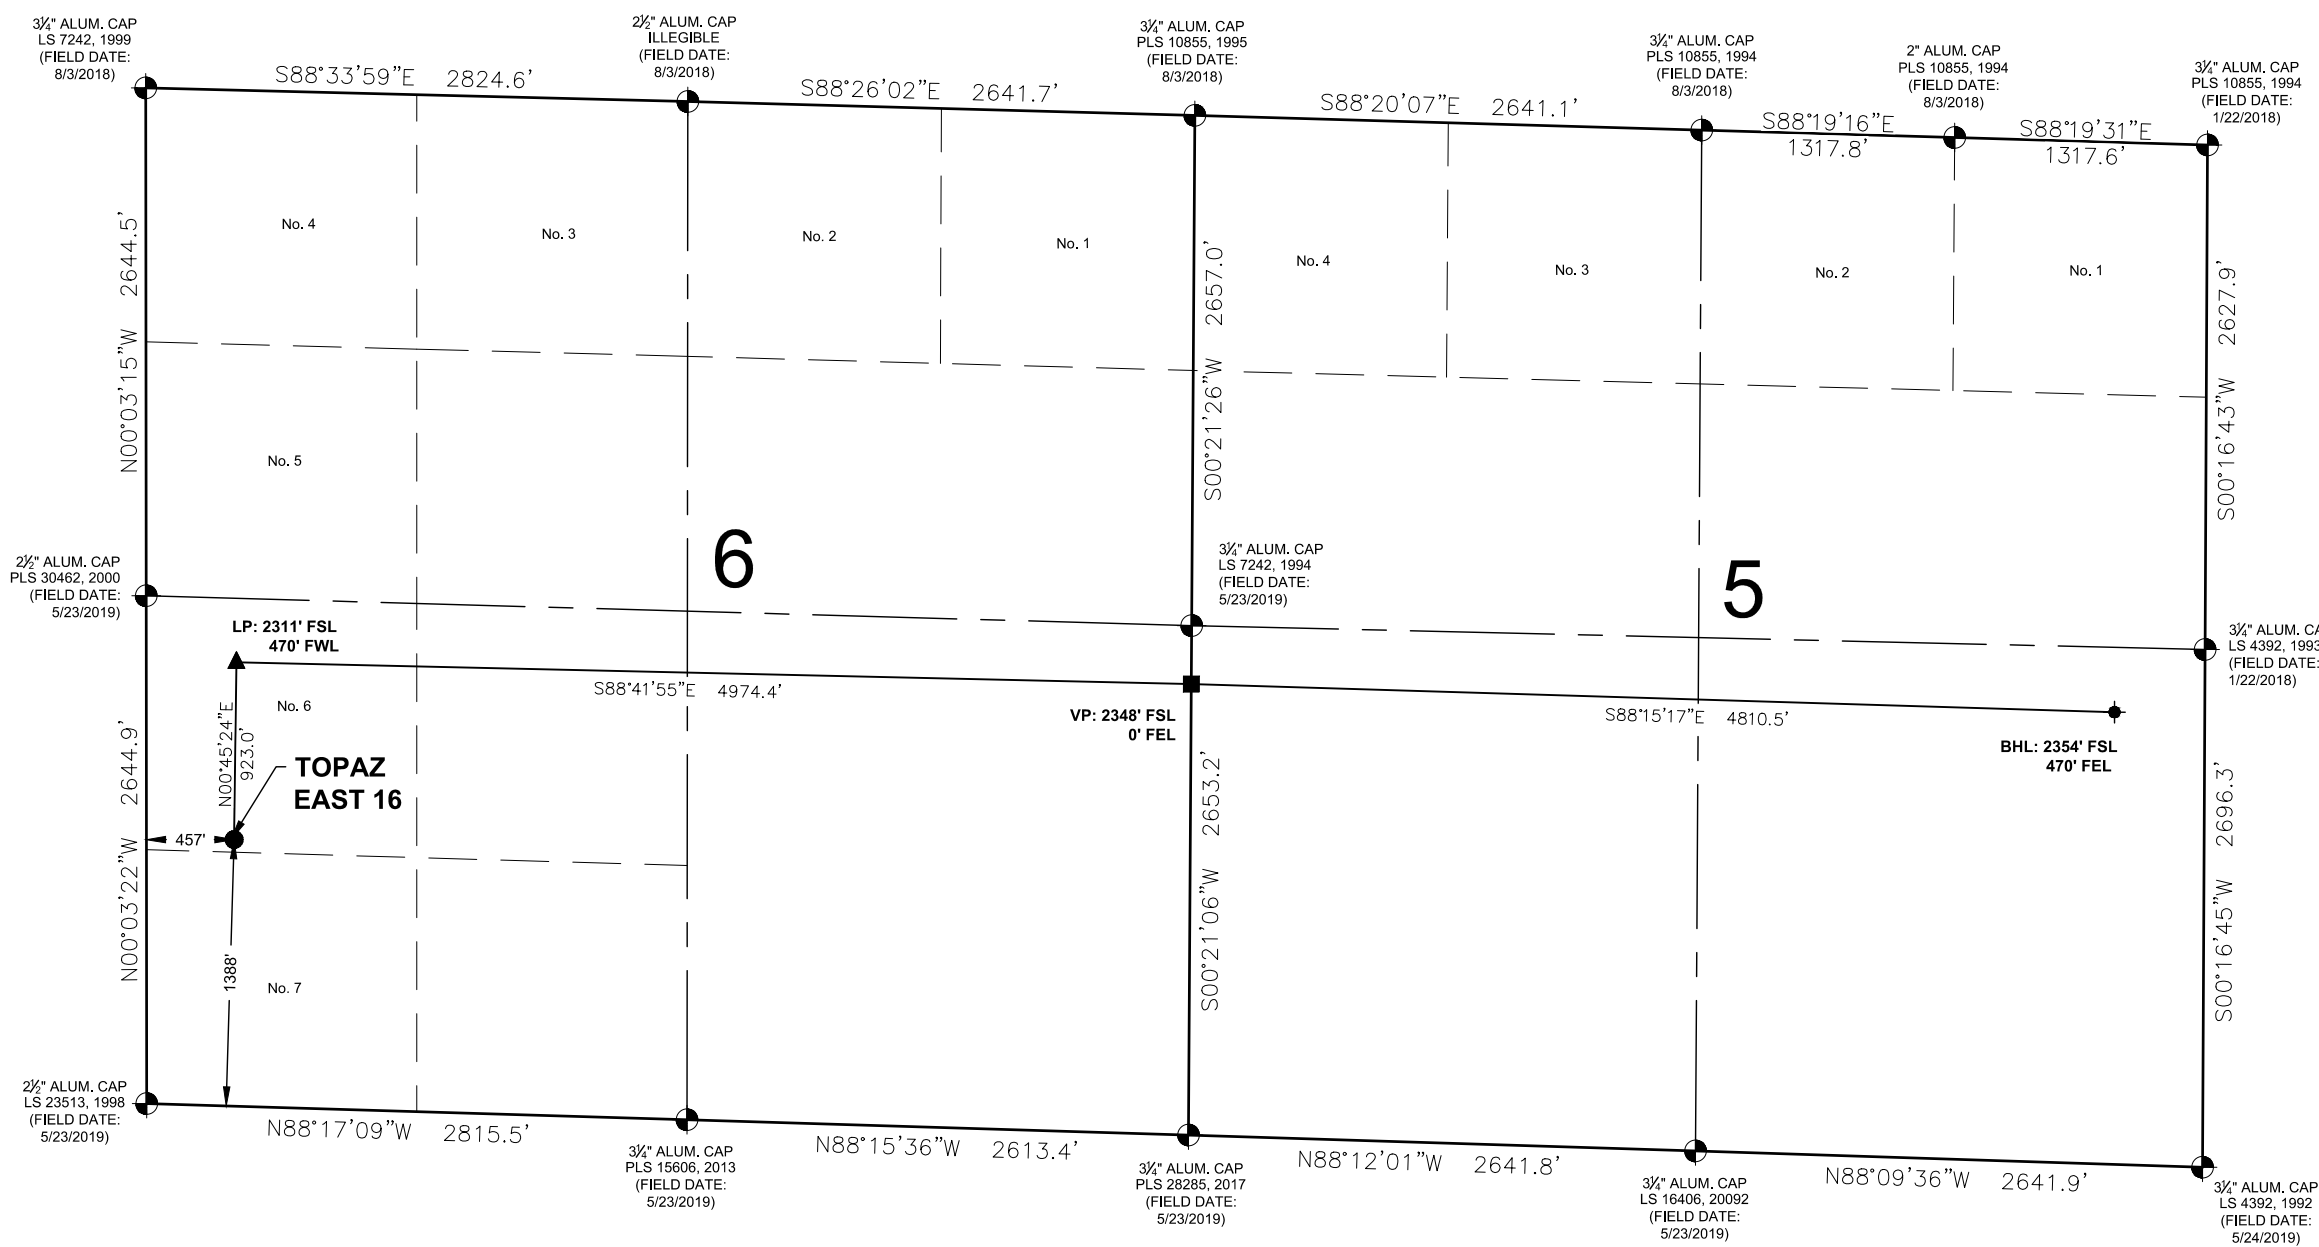 3¼" ALUM. CAP
LS 7242, 1999
(FIELD DATE:
8/3/2018)
2½" ALUM. CAP
ILLEGIBLE
(FIELD DATE:
8/3/2018)
3¼" ALUM. CAP
PLS 10855, 1995
(FIELD DATE:
8/3/2018)
3¼" ALUM. CAP
PLS 10855, 1994
(FIELD DATE:
8/3/2018)
2" ALUM. CAP
PLS 10855, 1994
(FIELD DATE:
8/3/2018)
3¼" ALUM. CAP
PLS 10855, 1994
(FIELD DATE:
1/22/2018)
S88°33'59"E 2824.6'
S88°26'02"E 2641.7'
S88°20'07"E 2641.1'
S88°19'16"E
1317.8'
S88°19'31"E
1317.6'
No. 4
No. 3
No. 2
No. 1
No. 4
No. 3
No. 2
No. 1
N00°03'15"W 2644.5'
S00°21'26"W 2657.0'
S00°16'43"W 2627.9'
No. 5
6
5
2½" ALUM. CAP
PLS 30462, 2000
(FIELD DATE:
5/23/2019)
3¼" ALUM. CAP
LS 7242, 1994
(FIELD DATE:
5/23/2019)
3¼" ALUM. CA
LS 4392, 1993
(FIELD DATE:
1/22/2018)
LP: 2311' FSL
470' FWL
S88°41'55"E 4974.4'
No. 6
VP: 2348' FSL
0' FEL
S88°15'17"E 4810.5'
BHL: 2354' FSL
470' FEL
N0°45'24"E
923.0'
TOPAZ
EAST 16
457'
1388'
N00°03'22"W 2644.9'
S00°21'06"W 2653.2'
S00°16'45"W 2696.3'
No. 7
2½" ALUM. CAP
LS 23513, 1998
(FIELD DATE:
5/23/2019)
N88°17'09"W 2815.5'
N88°15'36"W 2613.4'
N88°12'01"W 2641.8'
N88°09'36"W 2641.9'
3¼" ALUM. CAP
PLS 15606, 2013
(FIELD DATE:
5/23/2019)
3¼" ALUM. CAP
PLS 28285, 2017
(FIELD DATE:
5/23/2019)
3¼" ALUM. CAP
LS 16406, 20092
(FIELD DATE:
5/23/2019)
3¼" ALUM. CAP
LS 4392, 1992
(FIELD DATE:
5/24/2019)